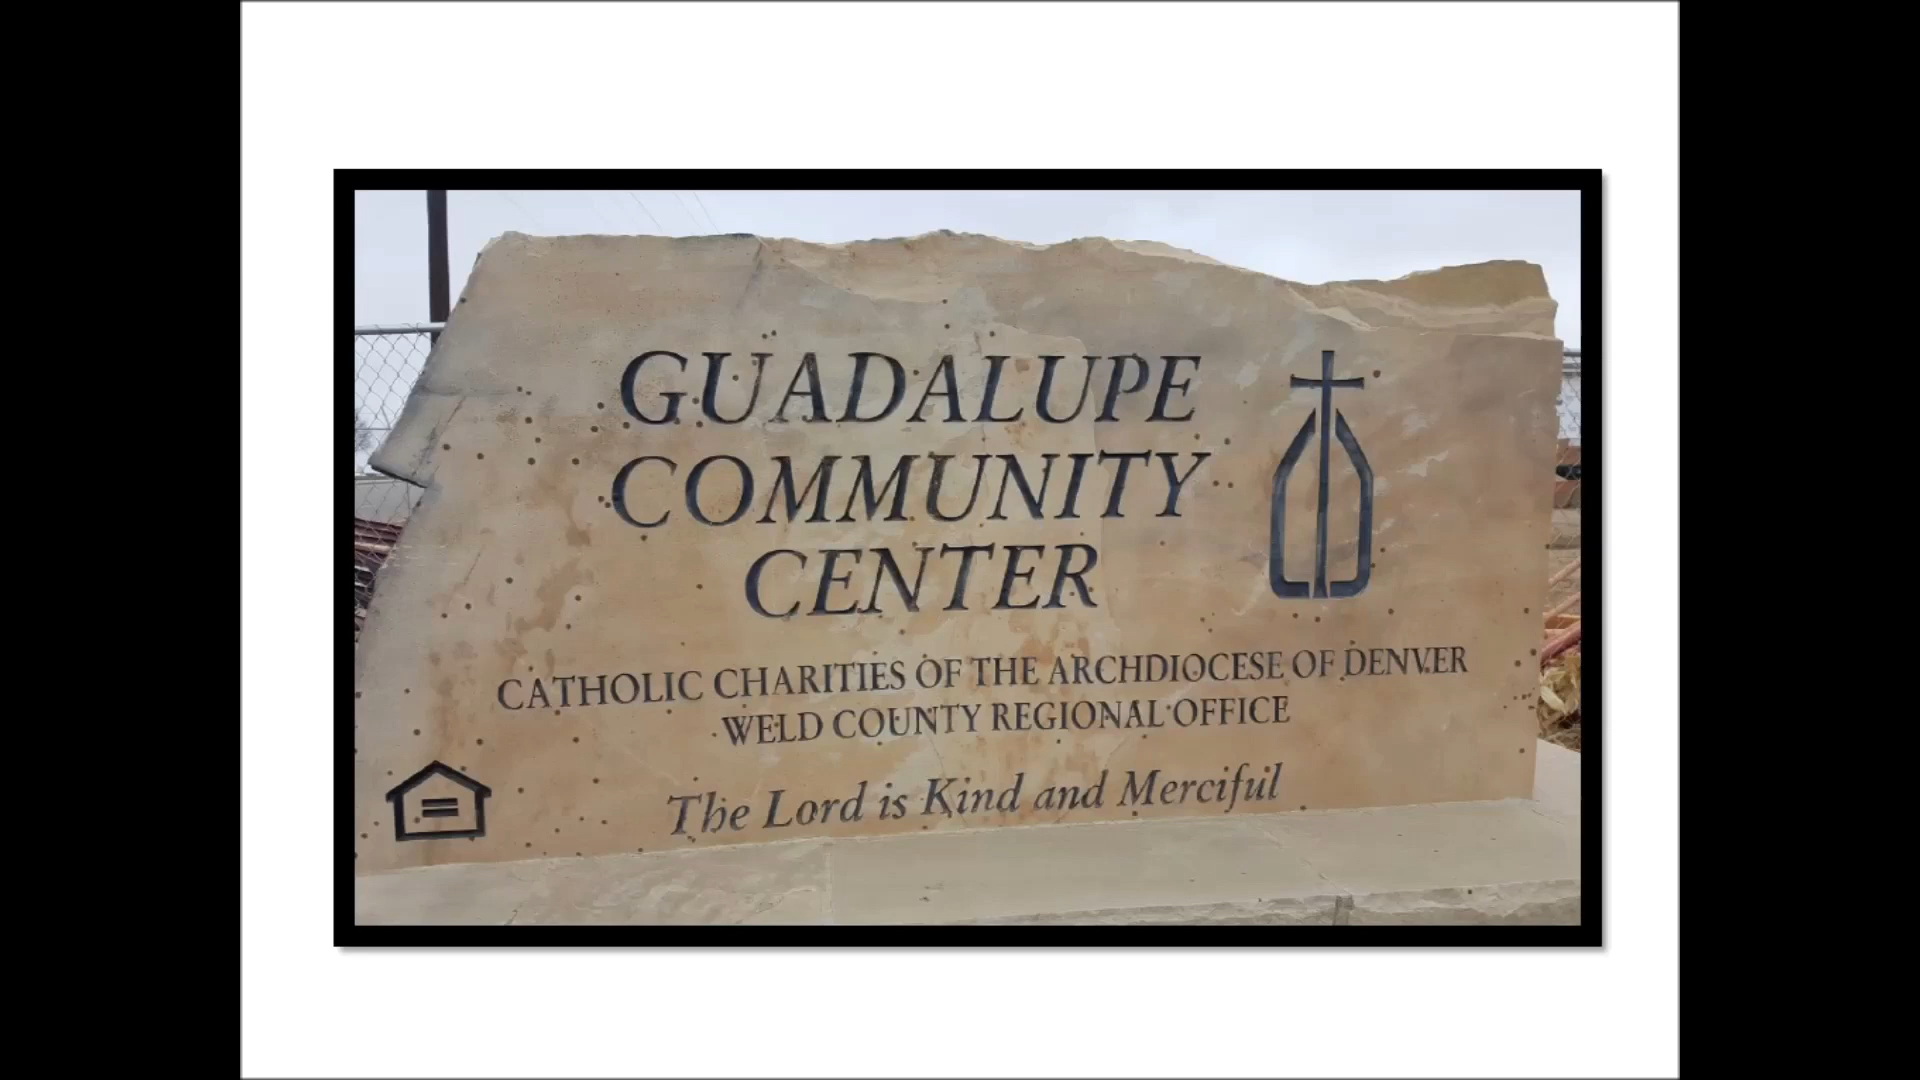 GUADALUPE
COMMUNITY
CENTER
CATHOLIC CHARITIES OF THE ARCHDIOCESE OF DENVER
WELD COUNTY REGIONAL OFFICE
The Lord is Kind and Merciful